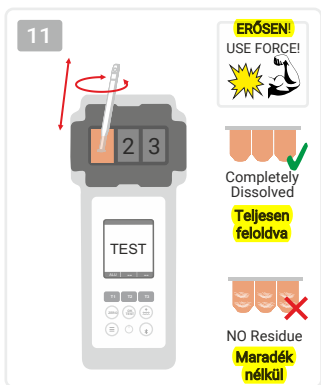 11
ERŐSEN!
USE FORCE!
2 3
TEST
Completely
Dissolved
Teljesen
feloldva
NO Residue
Maradék
nélkül